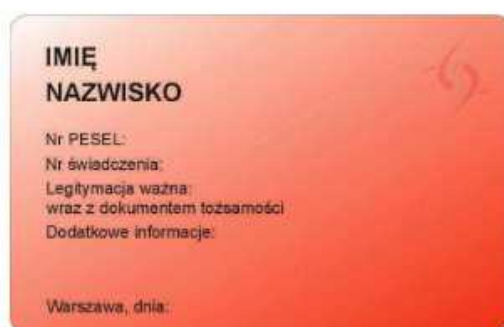 IMIĘ
NAZWISKO
Nr PESEL:
Nr świadczenia:
Legitymacja ważna:
wraz z dokumentem tożsamości
Dodatkowe informacje:
Warszawa, dnia: